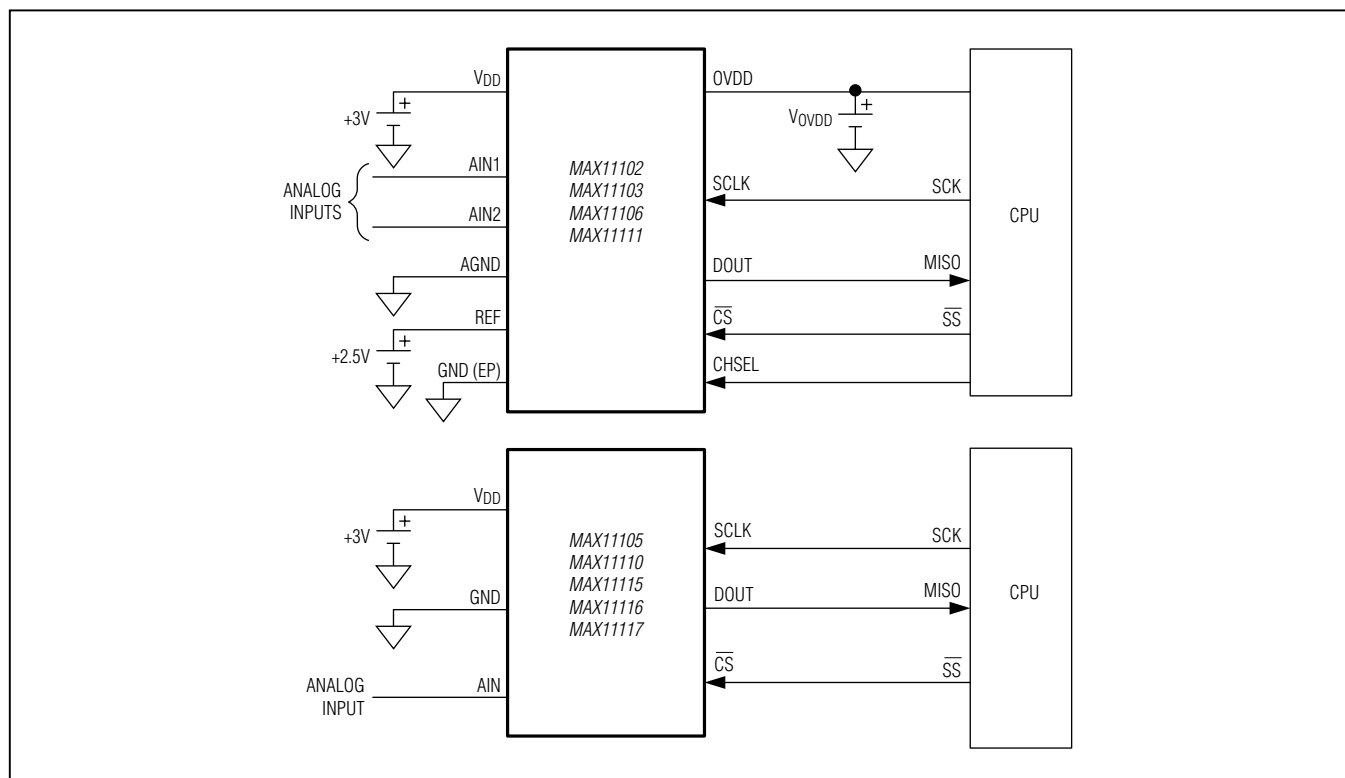 VDD
+
+3V
ANALOG
INPUTS
AIN1
AIN2
AGND
REF
+
+2.5V
GND (EP)
MAX11102
MAX11103
MAX11106
MAX11111
OVDD
+
VOVDD
SCLK
SCK
DOUT
MISO
CS
SS
CHSEL
CPU
VDD
+
+3V
GND
ANALOG
INPUT
AIN
MAX11105
MAX11110
MAX11115
MAX11116
MAX11117
SCLK
SCK
DOUT
MISO
CS
SS
CPU